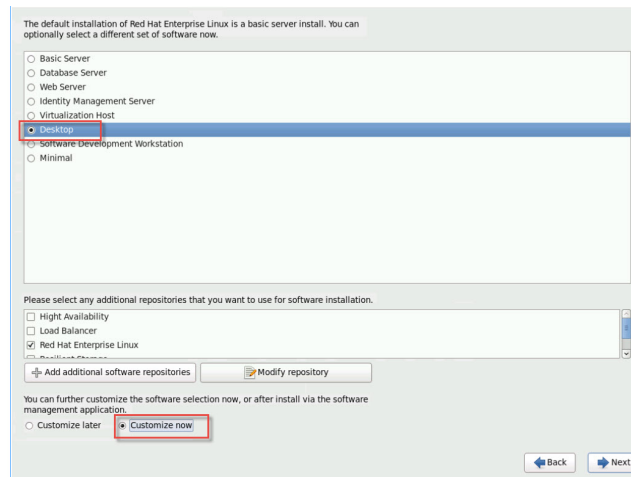 The default installation of Red Hat Enterprise Linux is a basic server install. You can
optionally select a different set of software now.
Basic Server
Database Server
Web Server
Identity Management Server
Virtualization Host
Desktop
Software Development Workstation
Minimal
Please select any additional repositories that you want to use for software installation.
Hight Availability
Load Balancer
Red Hat Enterprise Linux
Resilient Storage
Add additional software repositories
Modify repository
You can further customize the software selection now, or after install via the software
management application.
Customize later
Customize now
Back
Next